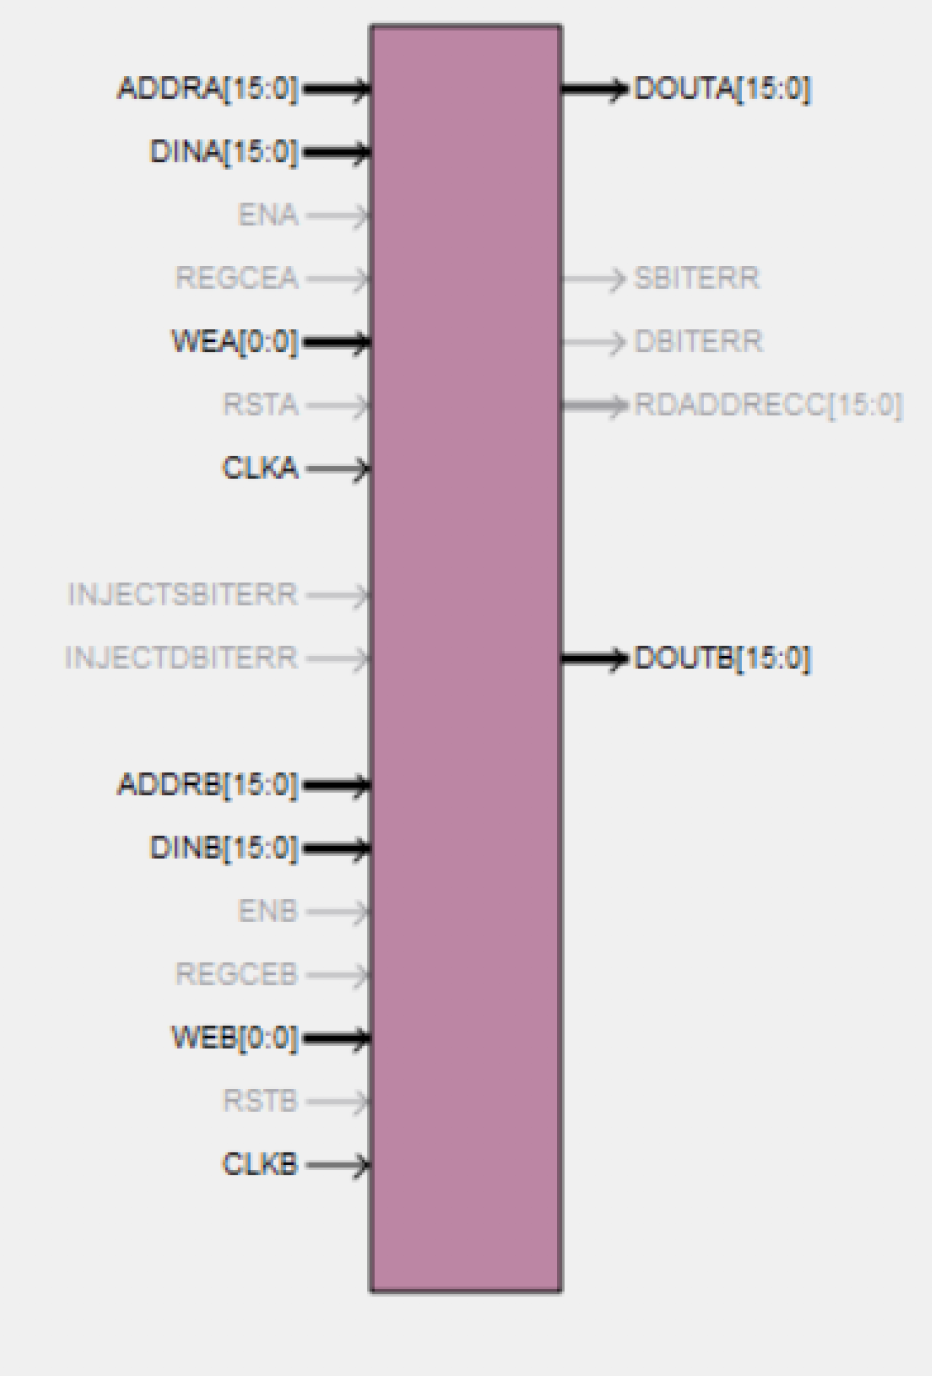 ADDRA[15:0]
DOUTA[15:0]
DINA[15:0]
ENA
REGCEA
SBITERR
WEA[0:0]
DBITERR
RSTA
RDADDRECC[15:0]
CLKA
INJECTSBITERR
INJECTDBITERR
DOUTB[15:0]
ADDRB[15:0]
DINB[15:0]
ENB
REGCEB
WEB[0:0]
RSTB
CLKB